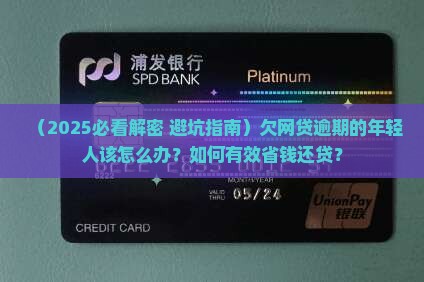 浦发银行
SPD BANK
Platinum
（2025必看解密 避坑指南）欠网贷逾期的年轻
人该怎么办？如何有效省钱还贷？
MONTH/YEAR
VALID THRU
05/24
CREDIT CARD
UnionPay
银联